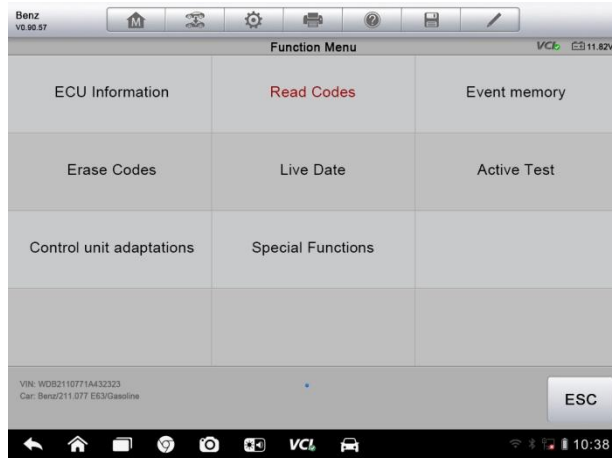 Benz
V0.90.57
Function Menu
VCI
11.82V
ECU Information
Read Codes
Event memory
Erase Codes
Live Date
Active Test
Control unit adaptations
Special Functions
VIN: WDB2110771A432323
Car: Benz/211.077 E63/Gasoline
ESC
VCI
10:38